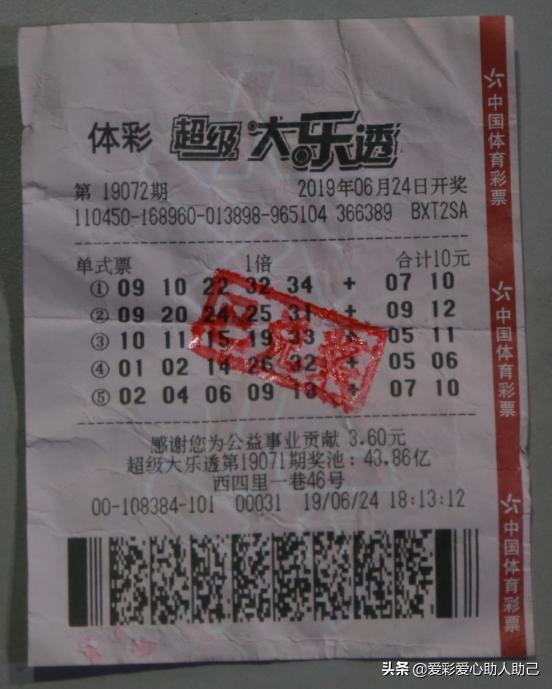 体彩 超级大乐透
第 19072期 2019年06月24日开奖
110450-168960-013898-965104 366389 BXT2SA
单式票 1倍 合计10元
① 09 10 22 32 34 + 07 10
② 09 20 24 25 31 + 09 12
③ 10 11 15 19 33 + 05 11
④ 01 02 14 26 32 + 05 06
⑤ 02 04 06 09 13 + 07 10
感谢您为公益事业贡献 3.60元
超级大乐透第19071期奖池：43.86亿
西四里一巷46号
00-108384-101 00031 19/06/24 18:13:12
中国体育彩票
中国体育彩票
中国体育彩票
头条 @爱彩爱心助人助己